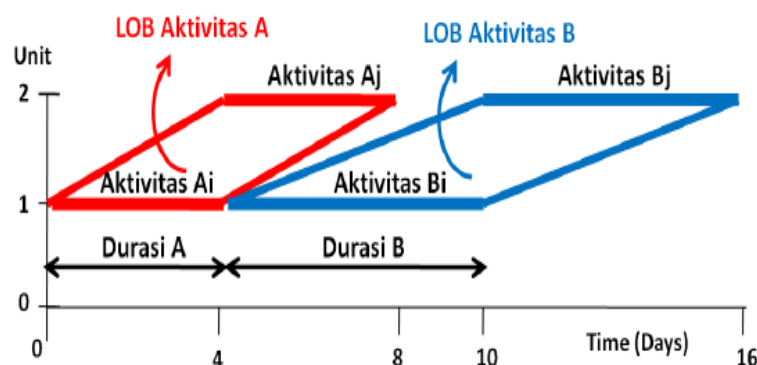 LOB Aktivitas A
LOB Aktivitas B
Unit
Aktivitas Aj
Aktivitas Bj
2
Aktivitas Ai
Aktivitas Bi
1
Durasi A
Durasi B
0
Time (Days)
0
4
8
10
16